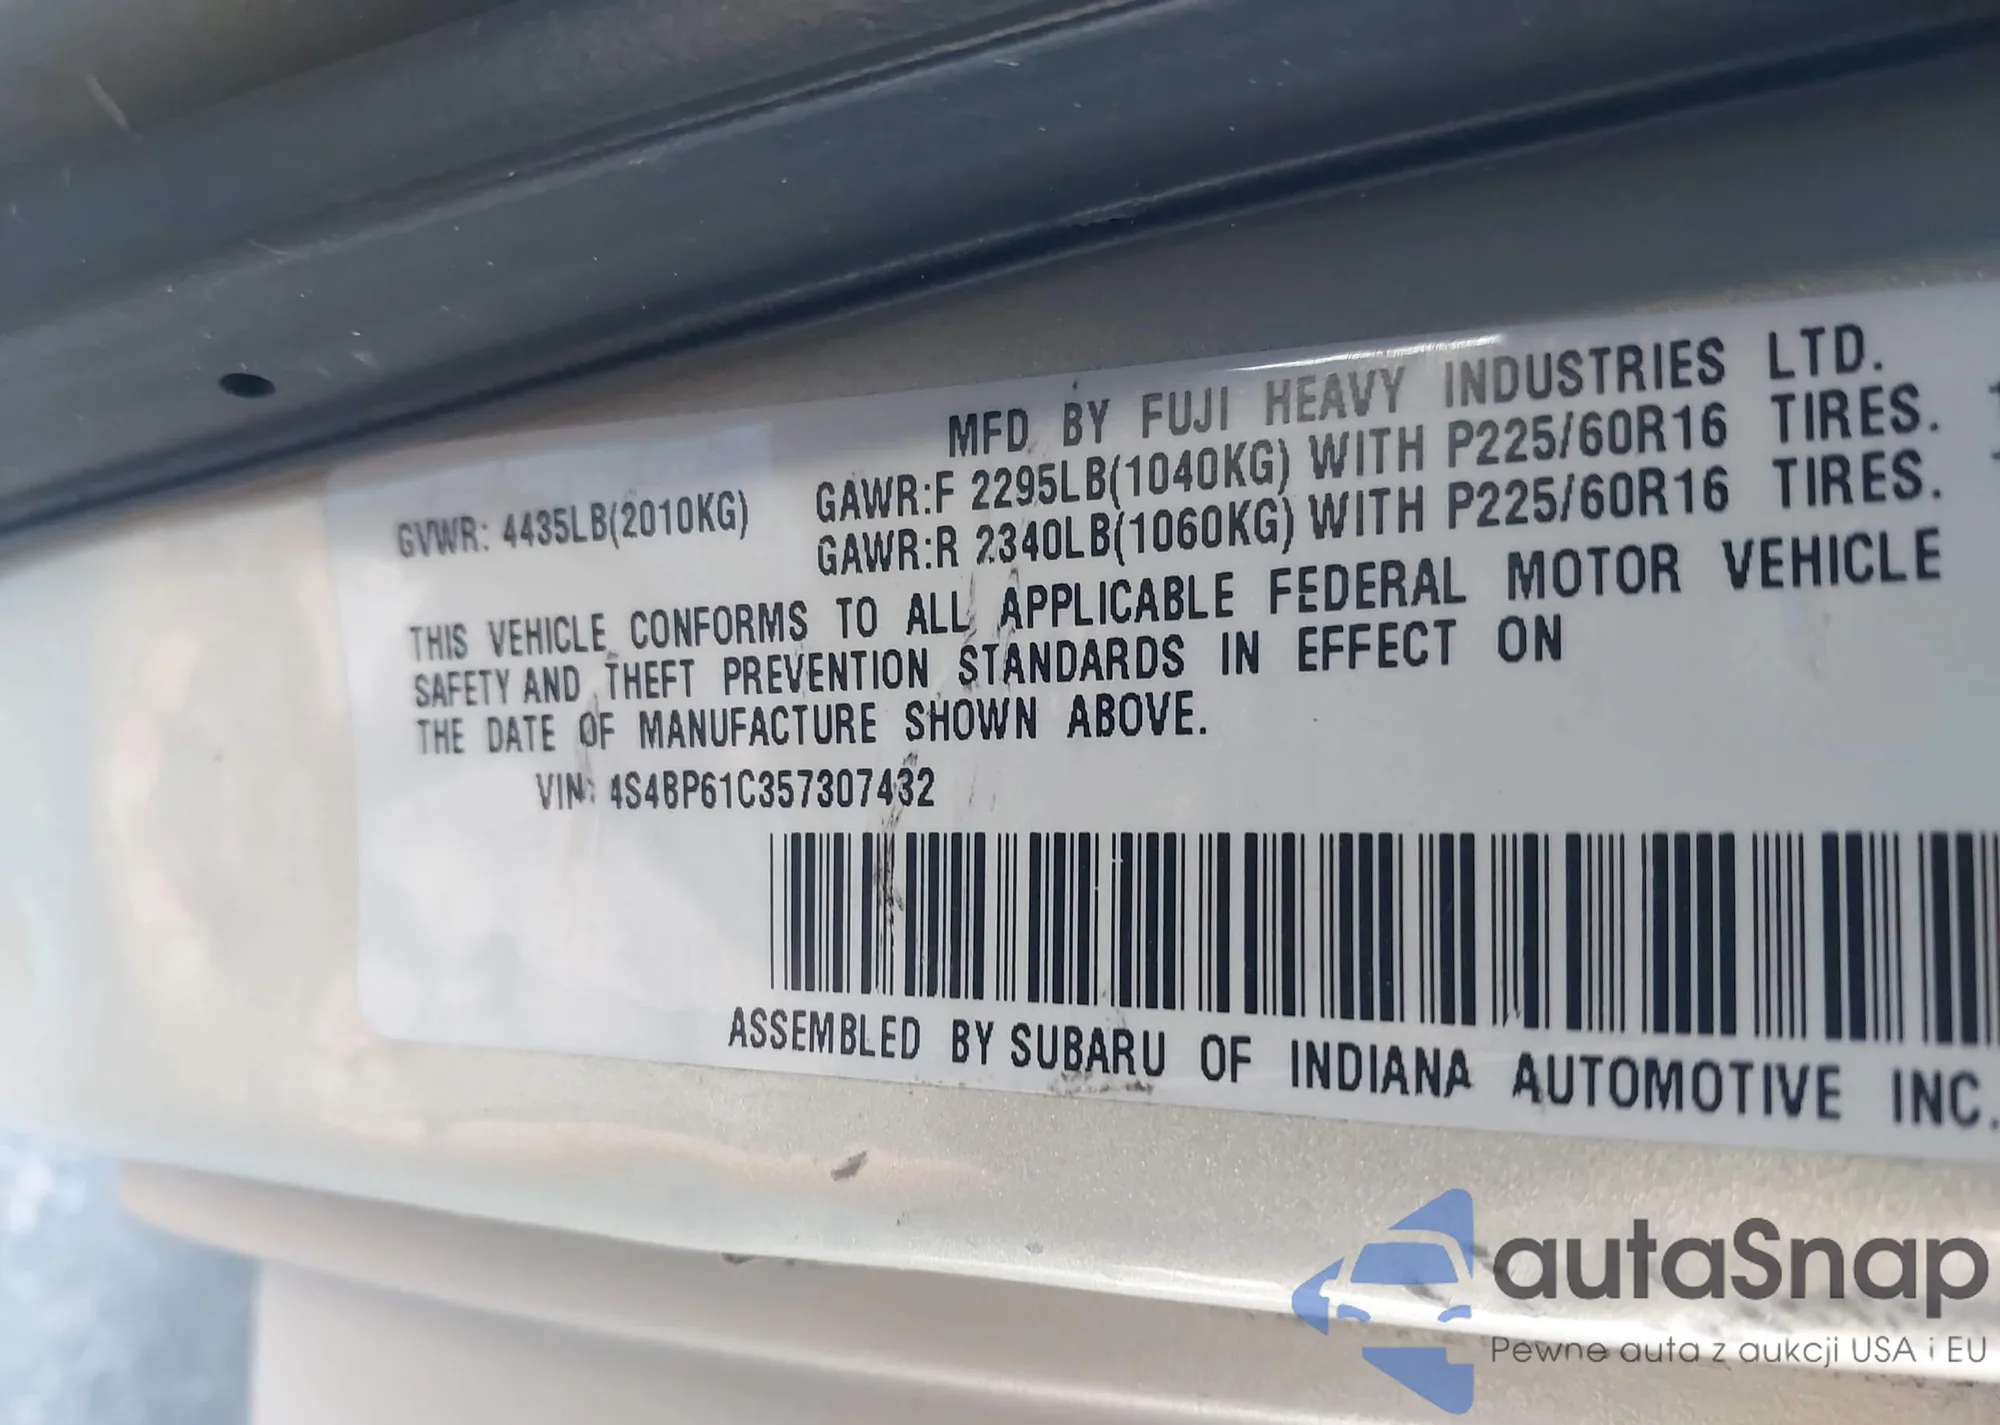 MFD BY FUJI HEAVY INDUSTRIES LTD.
GVWR: 4435LB(2010KG)
GAWR:F 2295LB(1040KG) WITH P225/60R16 TIRES.
GAWR:R 2340LB(1060KG) WITH P225/60R16 TIRES.
THIS VEHICLE CONFORMS TO ALL APPLICABLE FEDERAL MOTOR VEHICLE
SAFETY AND THEFT PREVENTION STANDARDS IN EFFECT ON
THE DATE OF MANUFACTURE SHOWN ABOVE.
VIN: 4S4BP61C357307432
ASSEMBLED BY SUBARU OF INDIANA AUTOMOTIVE INC.
autaSnap
Pewne auta z aukcji USA i EU